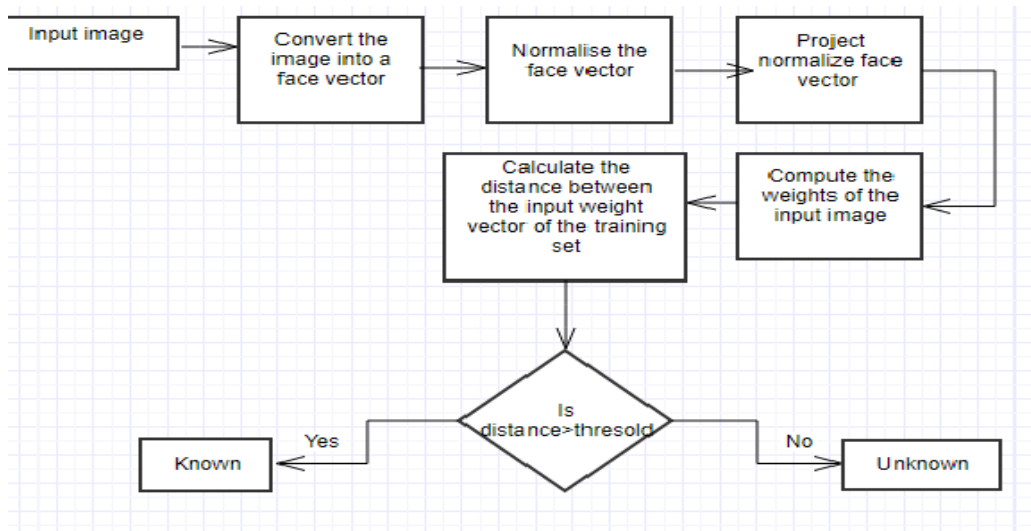 Input image
Convert the
image into a
face vector
Normalise the
face vector
Project
normalize face
vector
Compute the
weights of the
input image
Calculate the
distance between
the input weight
vector of the training
set
Is
distance>thresold
Yes
No
Known
Unknown